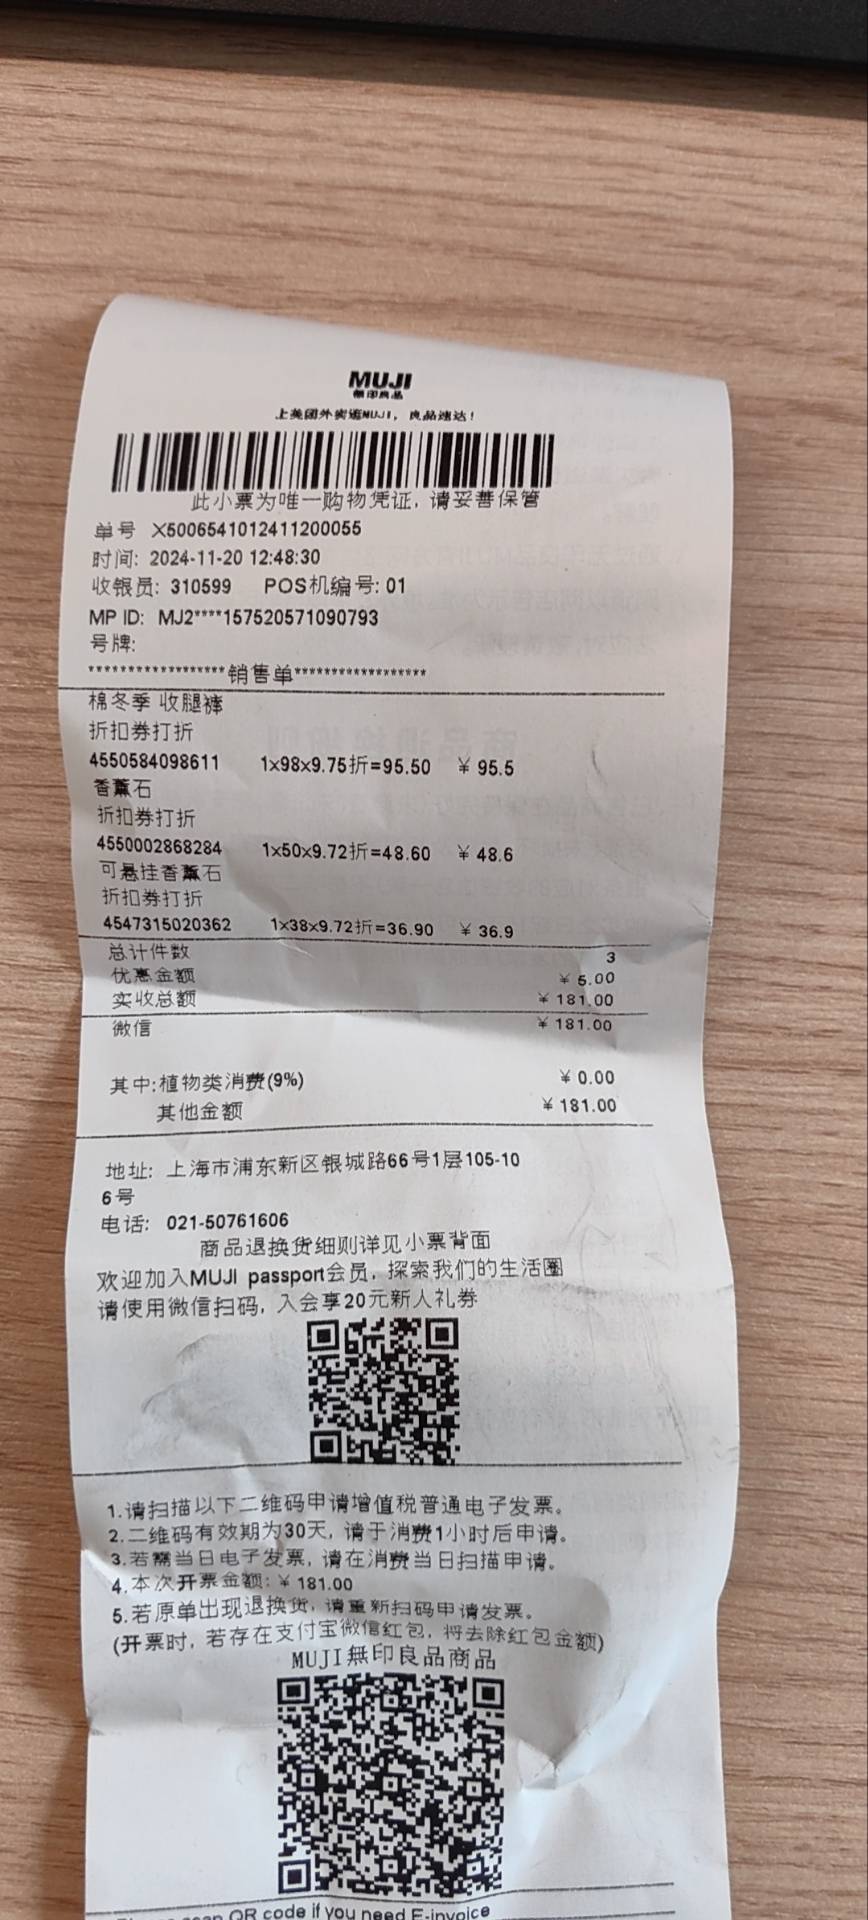 MUJI
無印良品
上美团外卖逛MUJI，良品速达！
此小票为唯一购物凭证，请妥善保管
单号 X5006541012411200055
时间: 2024-11-20 12:48:30
收银员: 310599 POS机编号: 01
MP ID: MJ2****157520571090793
号牌:
******************销售单******************
棉冬季 收腿裤
折扣券打折
4550584098611 1x98x9.75折=95.50 ￥ 95.5
香薰石
折扣券打折
4550002868284 1x50x9.72折=48.60 ￥ 48.6
可悬挂香薰石
折扣券打折
4547315020362 1x38x9.72折=36.90 ￥ 36.9
总计件数 3
优惠金额 ￥ 5.00
实收总额 ￥ 181.00
微信 ￥ 181.00
其中:植物类消费(9%) ￥ 0.00
其他金额 ￥ 181.00
地址: 上海市浦东新区银城路66号1层105-10
6号
电话: 021-50761606
商品退换货细则详见小票背面
欢迎加入MUJI passport会员，探索我们的生活圈
请使用微信扫码，入会享20元新人礼券
1.请扫描以下二维码申请增值税普通电子发票。
2.二维码有效期为30天，请于消费1小时后申请。
3.若需当日电子发票，请在消费当日扫描申请。
4.本次开票金额:￥ 181.00
5.若原单出现退换货，请重新扫码申请发票。
(开票时，若存在支付宝微信红包，将去除红包金额)
MUJI無印良品商品
scan QR code if you need E-invoice